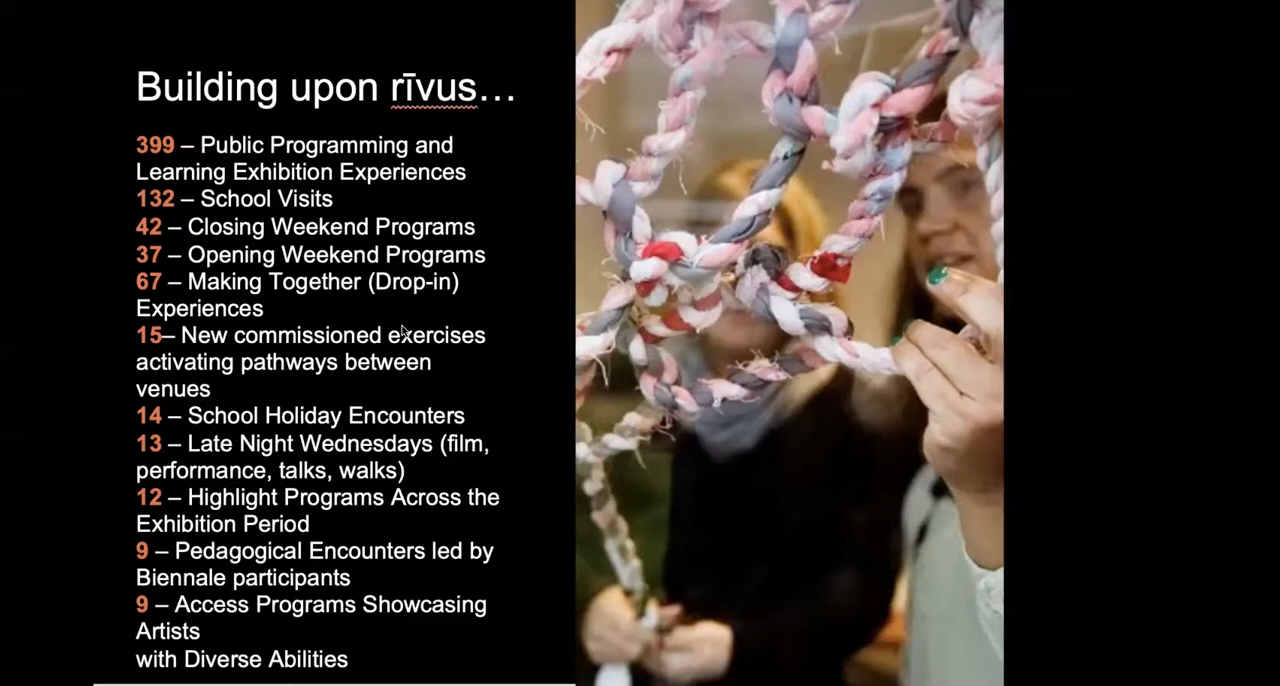 Building upon rīvus…
399 – Public Programming and
Learning Exhibition Experiences
132 – School Visits
42 – Closing Weekend Programs
37 – Opening Weekend Programs
67 – Making Together (Drop-in)
Experiences
15– New commissioned exercises
activating pathways between
venues
14 – School Holiday Encounters
13 – Late Night Wednesdays (film,
performance, talks, walks)
12 – Highlight Programs Across the
Exhibition Period
9 – Pedagogical Encounters led by
Biennale participants
9 – Access Programs Showcasing
Artists
with Diverse Abilities